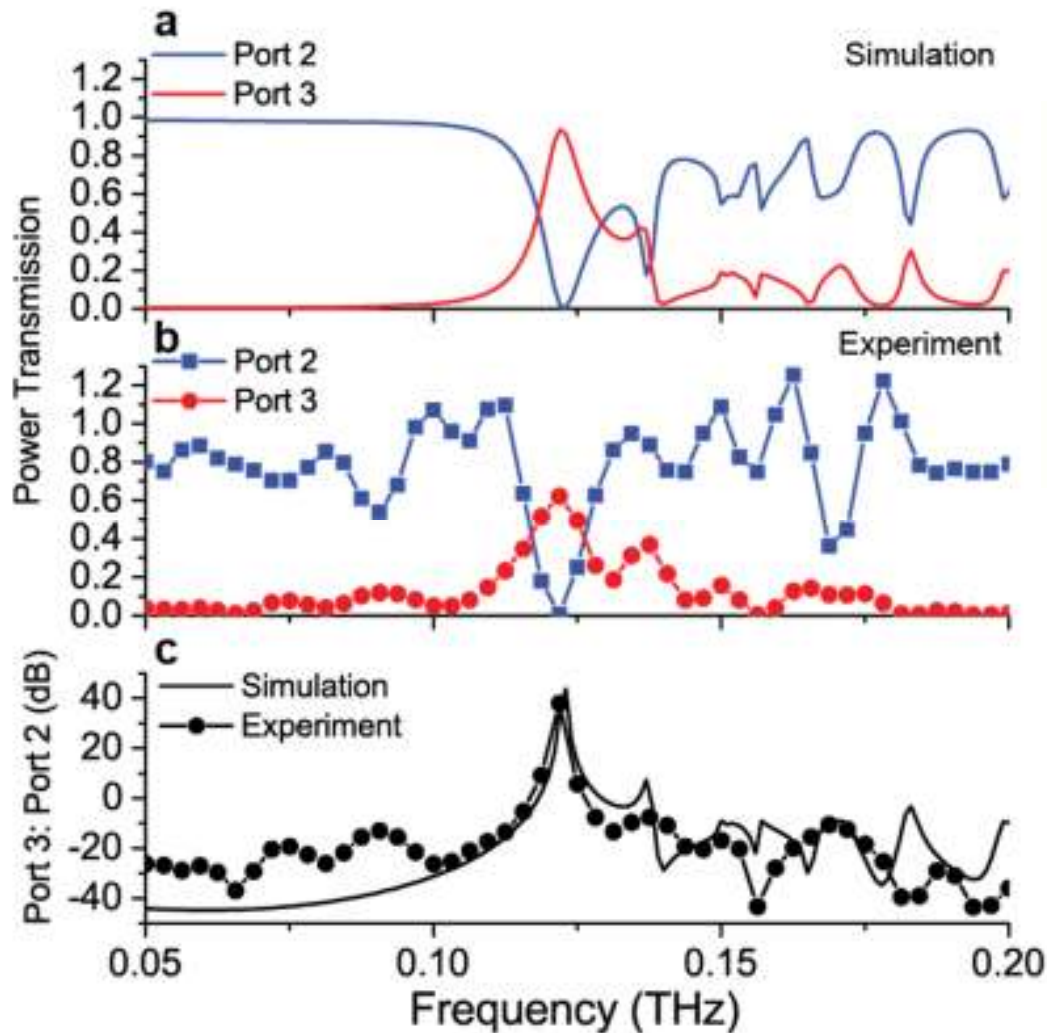 a
Port 2
Port 3
Simulation
1.2
1.0
0.8
0.6
0.4
0.2
0.0
Power Transmission
b
Port 2
Port 3
Experiment
1.2
1.0
0.8
0.6
0.4
0.2
0.0
c
Simulation
Experiment
Port 3: Port 2 (dB)
40
20
0
-20
-40
0.05 0.10 0.15 0.20
Frequency (THz)